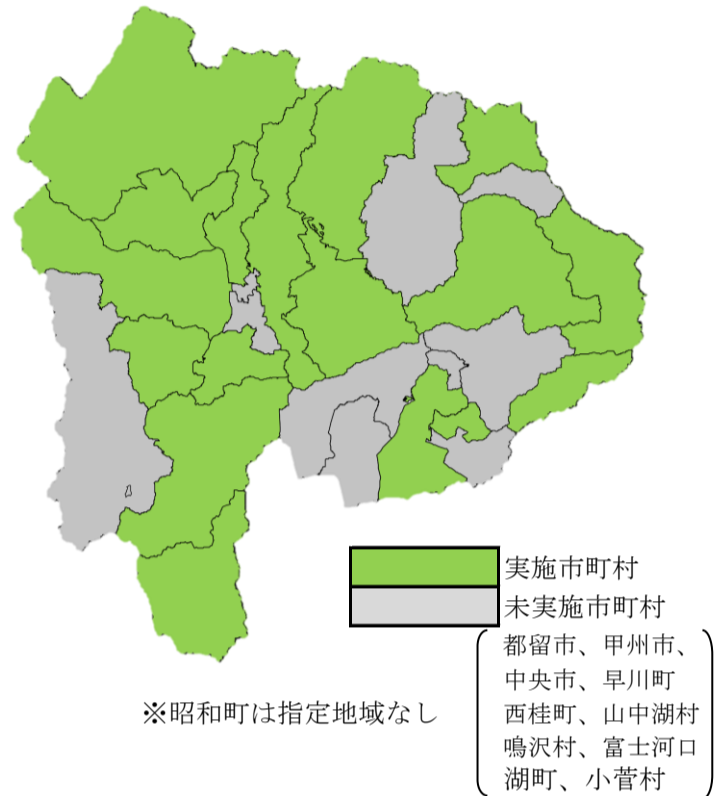 実施市町村
未実施市町村
都留市、甲州市、
中央市、早川町
西桂町、山中湖村
鳴沢村、富士河口
湖町、小菅村
※昭和町は指定地域なし